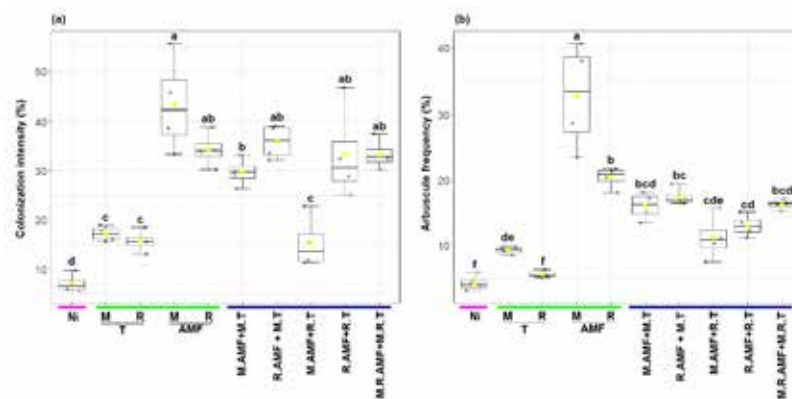 (a)
Colonization intensity (%)
50
40
30
20
10
d
c
c
a
ab
b
ab
c
ab
ab
Ni
M
R
M
R
T
AMF
M.AMF+M.T
R.AMF + M.T
M.AMF+R.T
R.AMF+R.T
M.R.AMF+M.R.T
(b)
Arbuscule frequency (%)
40
30
20
10
f
de
f
a
b
bcd
bc
cde
cd
bcd
Ni
M
R
M
R
T
AMF
M.AMF+M.T
R.AMF + M.T
M.AMF+R.T
R.AMF+R.T
M.R.AMF+M.R.T